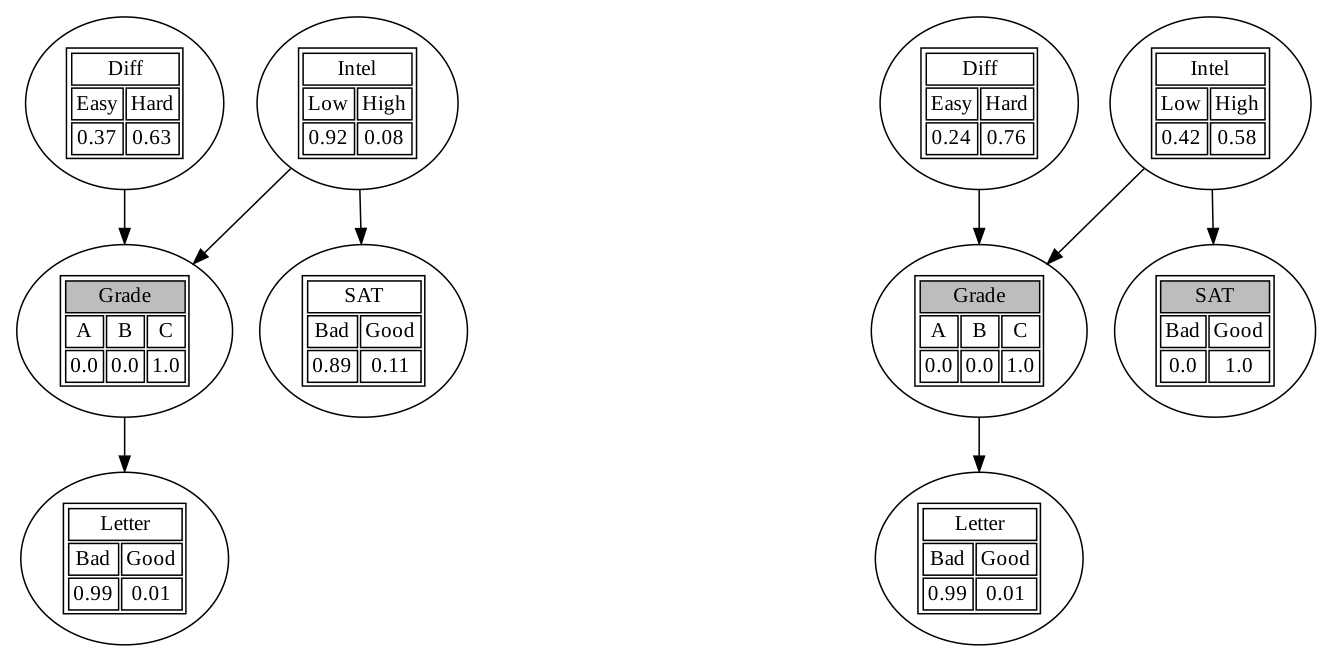 Diff
Easy Hard
0.37 0.63
Intel
Low High
0.92 0.08
Grade
A B C
0.0 0.0 1.0
SAT
Bad Good
0.89 0.11
Letter
Bad Good
0.99 0.01
Diff
Easy Hard
0.24 0.76
Intel
Low High
0.42 0.58
Grade
A B C
0.0 0.0 1.0
SAT
Bad Good
0.0 1.0
Letter
Bad Good
0.99 0.01